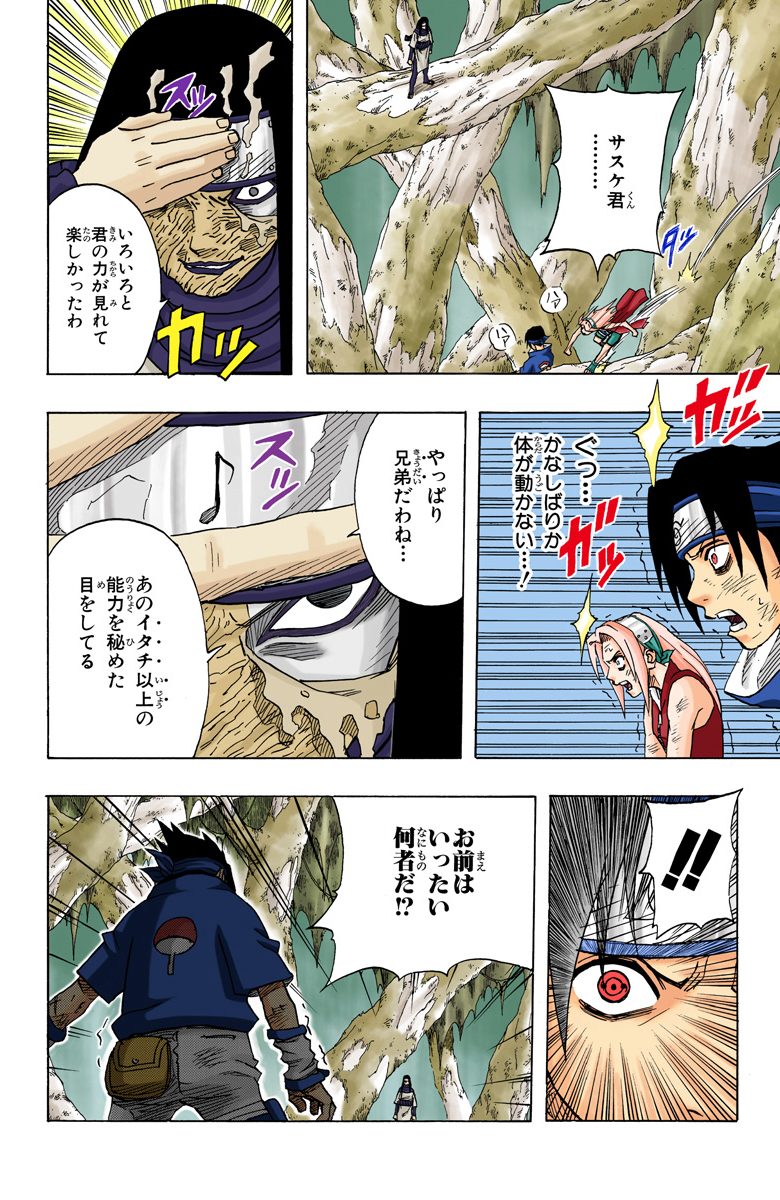 サスケ君
…………
ダッ
ハァ
ハァ
スッ
いろいろと
君の力が見れて
楽しかったわ
カッ
ガッ
ガッ
ぐっ…
かなしばりか
体が動かない…!
やっぱり
兄弟だわね…
スッ
♪
あのイタチ以上の
能力を秘めた
目をしてる
!!
お前は
いったい
何者だ!?